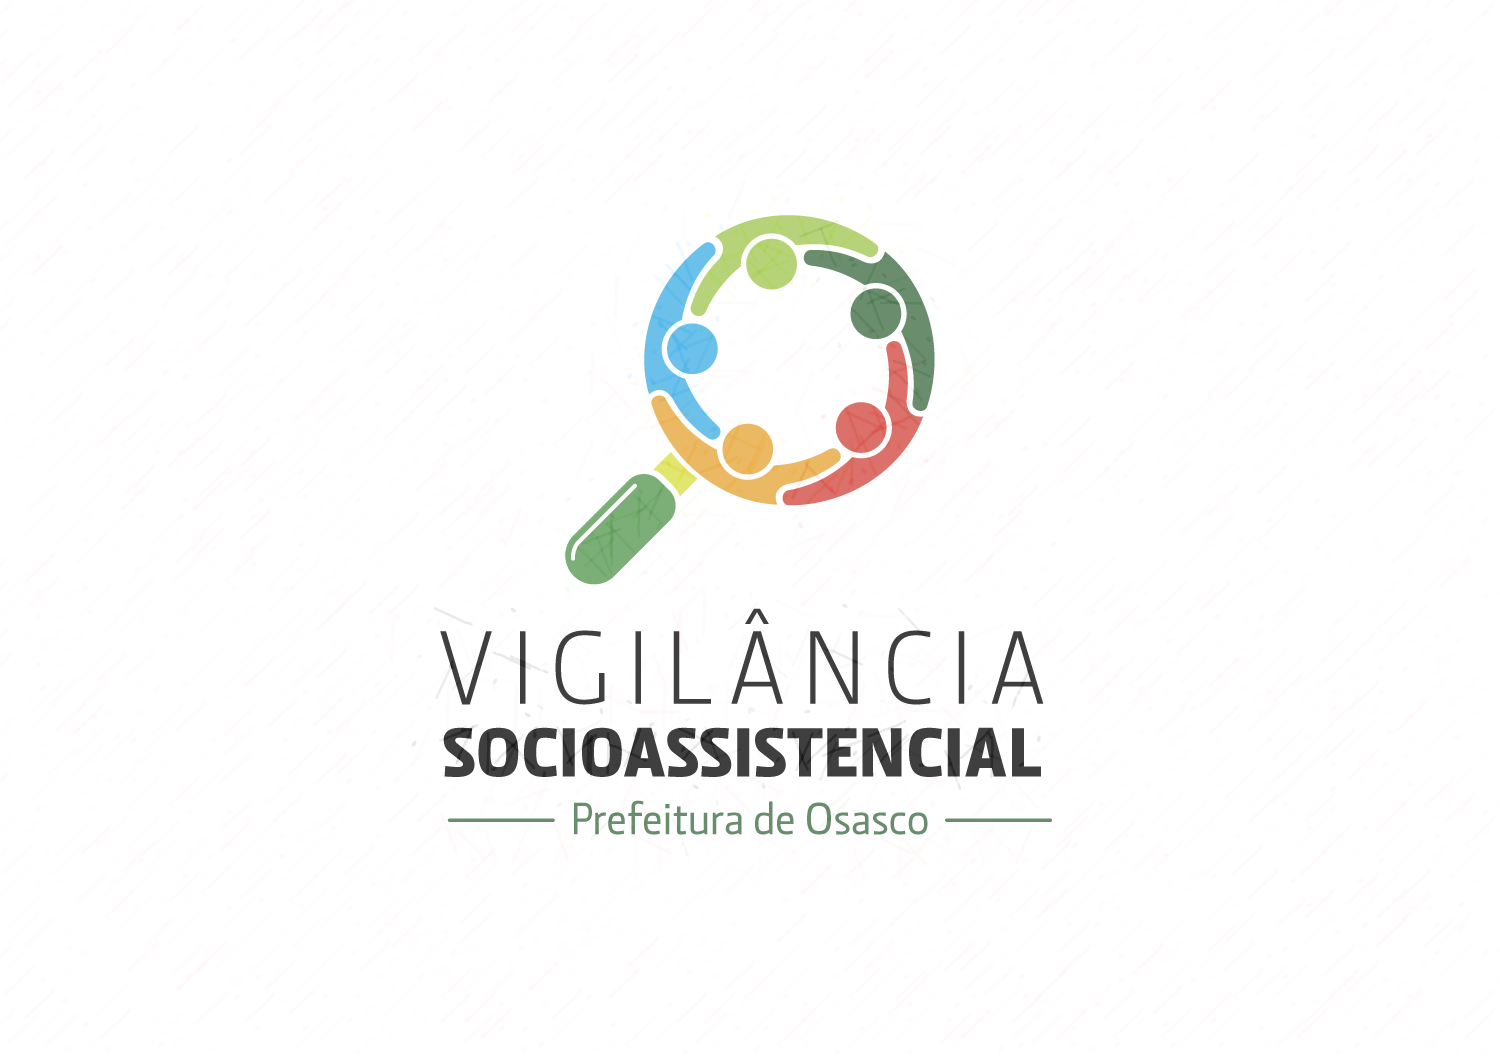 VIGILÂNCIA
SOCIOASSISTENCIAL
Prefeitura de Osasco